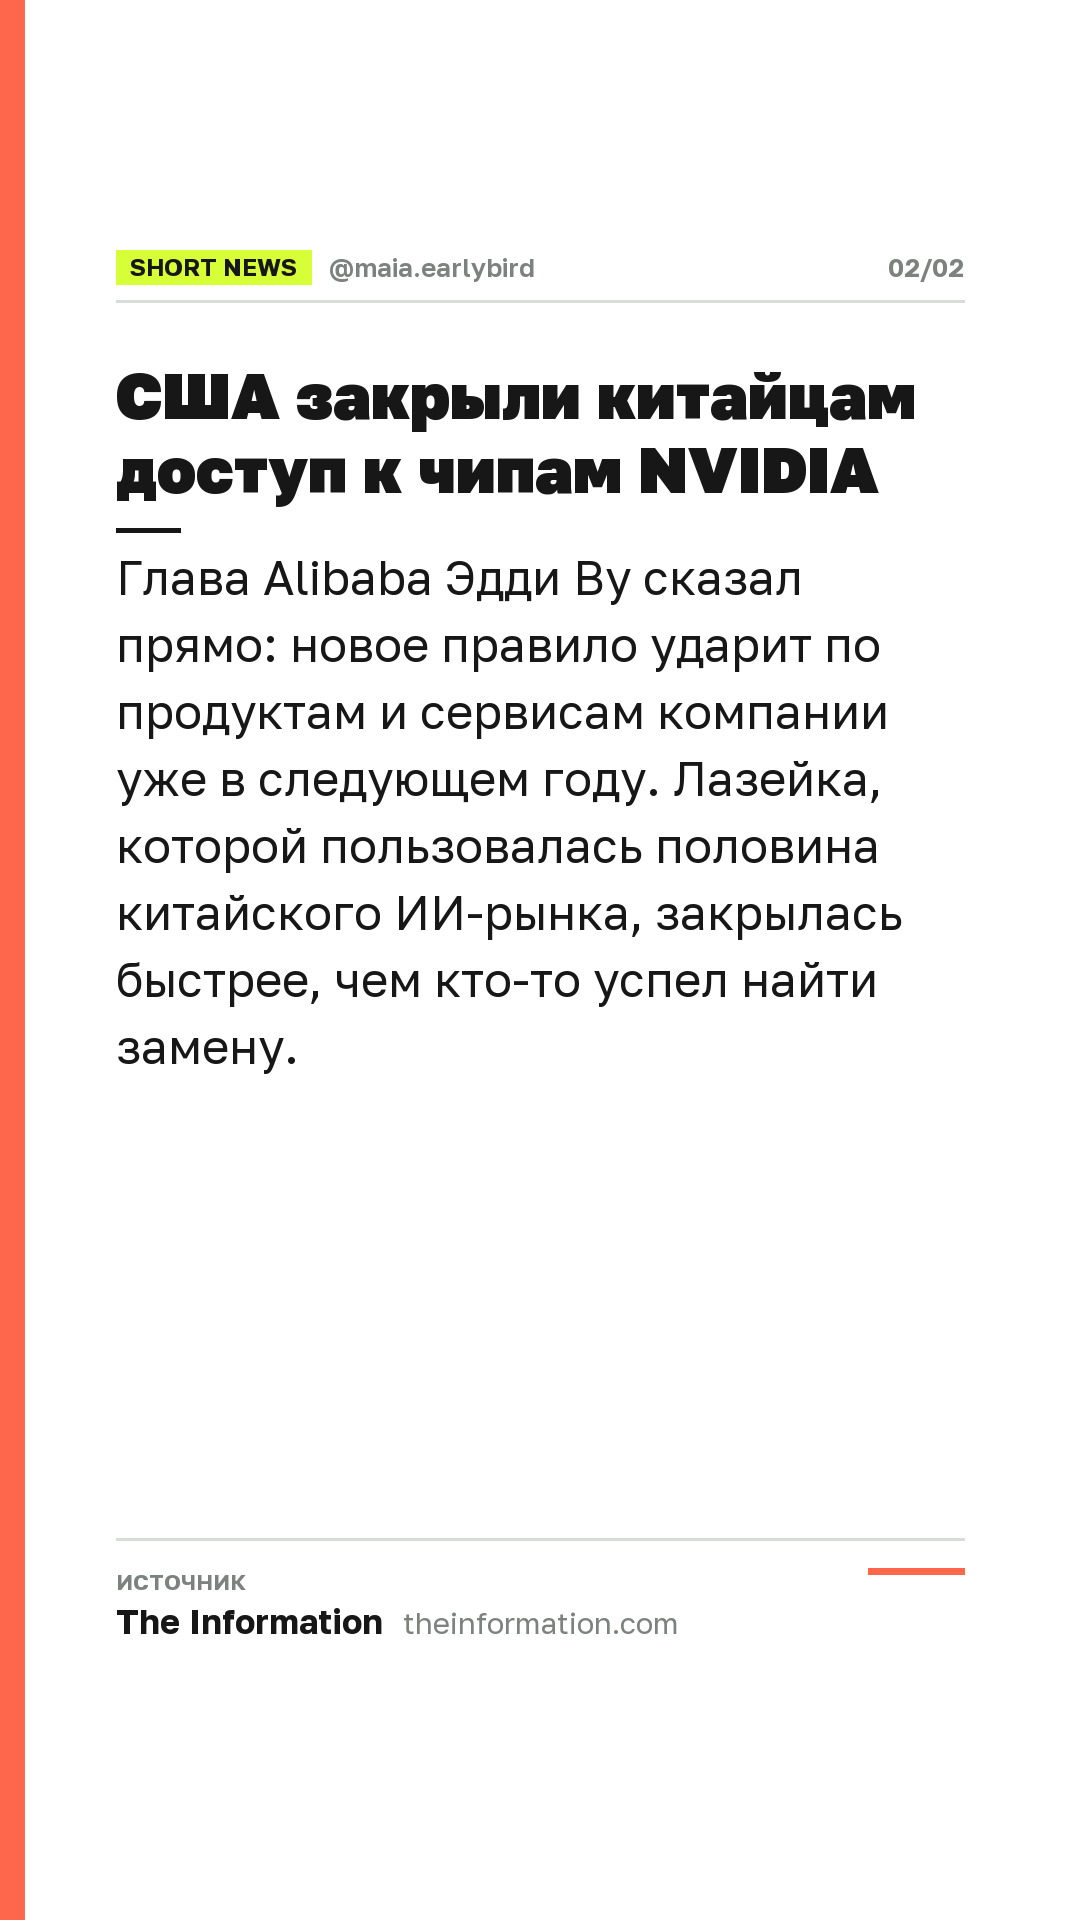 SHORT NEWS @maia.earlybird 02/02
США закрыли китайцам
доступ к чипам NVIDIA
Глава Alibaba Эдди Ву сказал
прямо: новое правило ударит по
продуктам и сервисам компании
уже в следующем году. Лазейка,
которой пользовалась половина
китайского ИИ-рынка, закрылась
быстрее, чем кто-то успел найти
замену.
ИСТОЧНИК
The Information theinformation.com